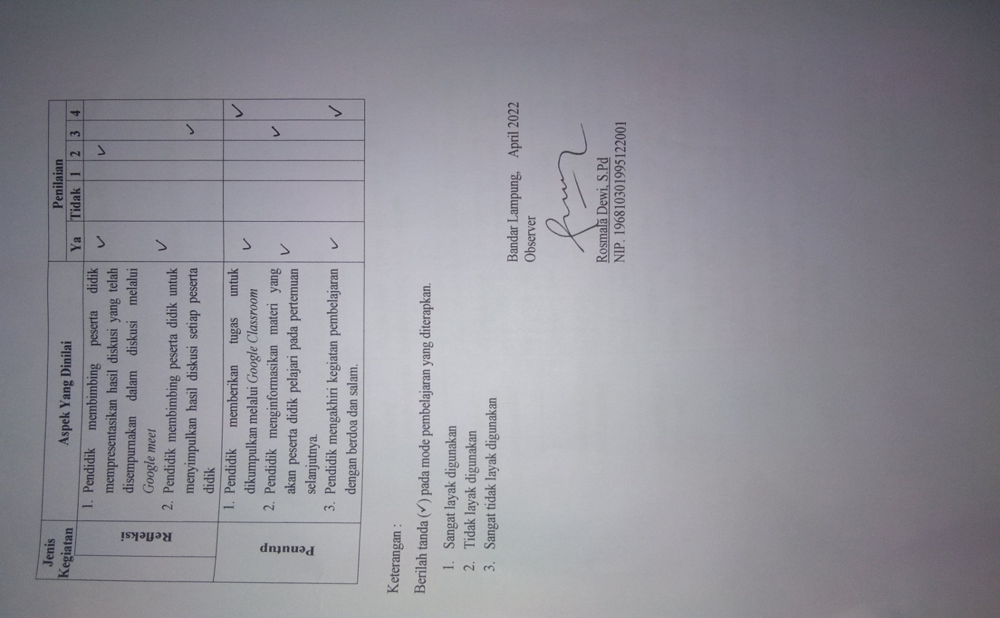 Jenis Kegiatan
Aspek Yang Dinilai
Penilaian
Ya Tidak 1 2 3 4
Refleksi
1. Pendidik membimbing peserta didik ✓ ✓
mempresentasikan hasil diskusi yang telah
disempurnakan dalam diskusi melalui
Google meet
2. Pendidik membimbing peserta didik untuk ✓ ✓
menyimpulkan hasil diskusi setiap peserta
didik
Penutup
1. Pendidik memberikan tugas untuk ✓ ✓
dikumpulkan melalui Google Classroom
2. Pendidik menginformasikan materi yang ✓ ✓
akan peserta didik pelajari pada pertemuan
selanjutnya.
3. Pendidik mengakhiri kegiatan pembelajaran ✓ ✓
dengan berdoa dan salam.
Keterangan :
Berilah tanda (✓) pada mode pembelajaran yang diterapkan.
1. Sangat layak digunakan
2. Tidak layak digunakan
3. Sangat tidak layak digunakan
Bandar Lampung, April 2022
Observer
Rosmala Dewi, S.Pd
NIP. 196810301995122001